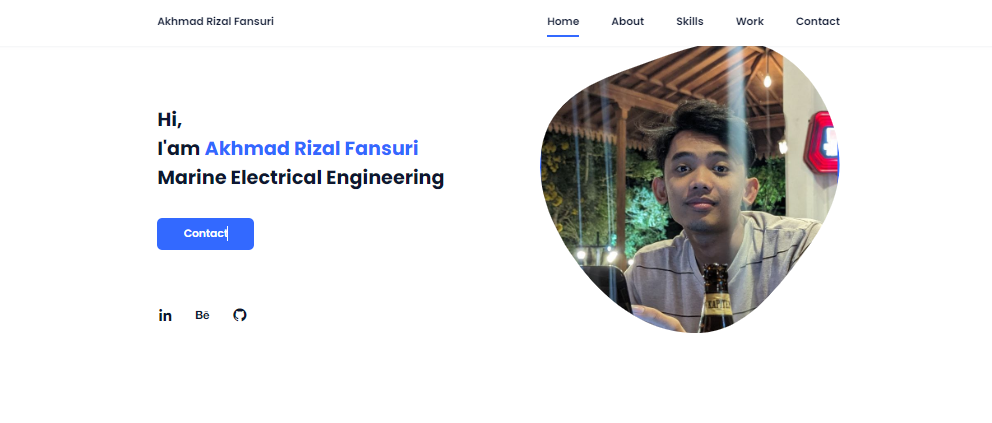 Akhmad Rizal Fansuri
Home About Skills Work Contact
Hi,
I'am Akhmad Rizal Fansuri
Marine Electrical Engineering
Contact
in Bē